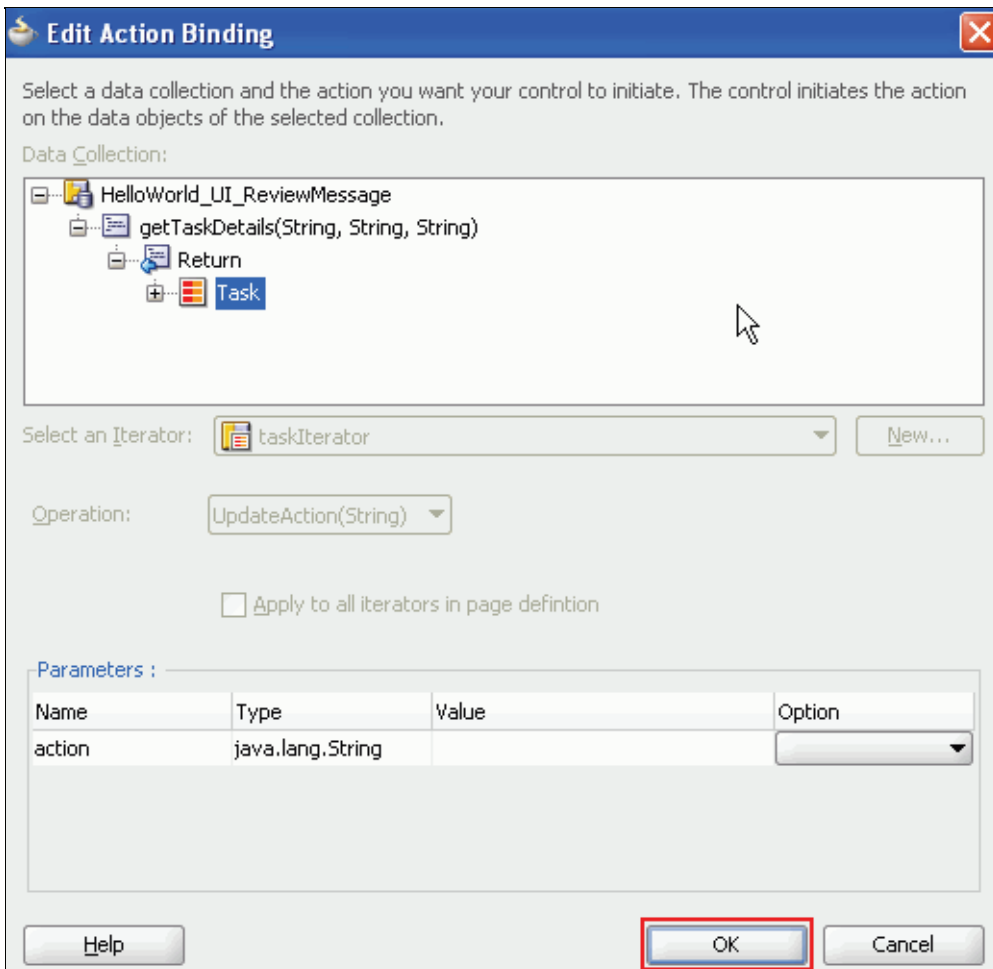 Edit Action Binding
Select a data collection and the action you want your control to initiate. The control initiates the action
on the data objects of the selected collection.
Data Collection:
HelloWorld_UI_ReviewMessage
getTaskDetails(String, String, String)
Return
Task
Select an Iterator: taskIterator New...
Operation: UpdateAction(String)
Apply to all iterators in page defintion
Parameters :
Name Type Value Option
action java.lang.String
Help OK Cancel